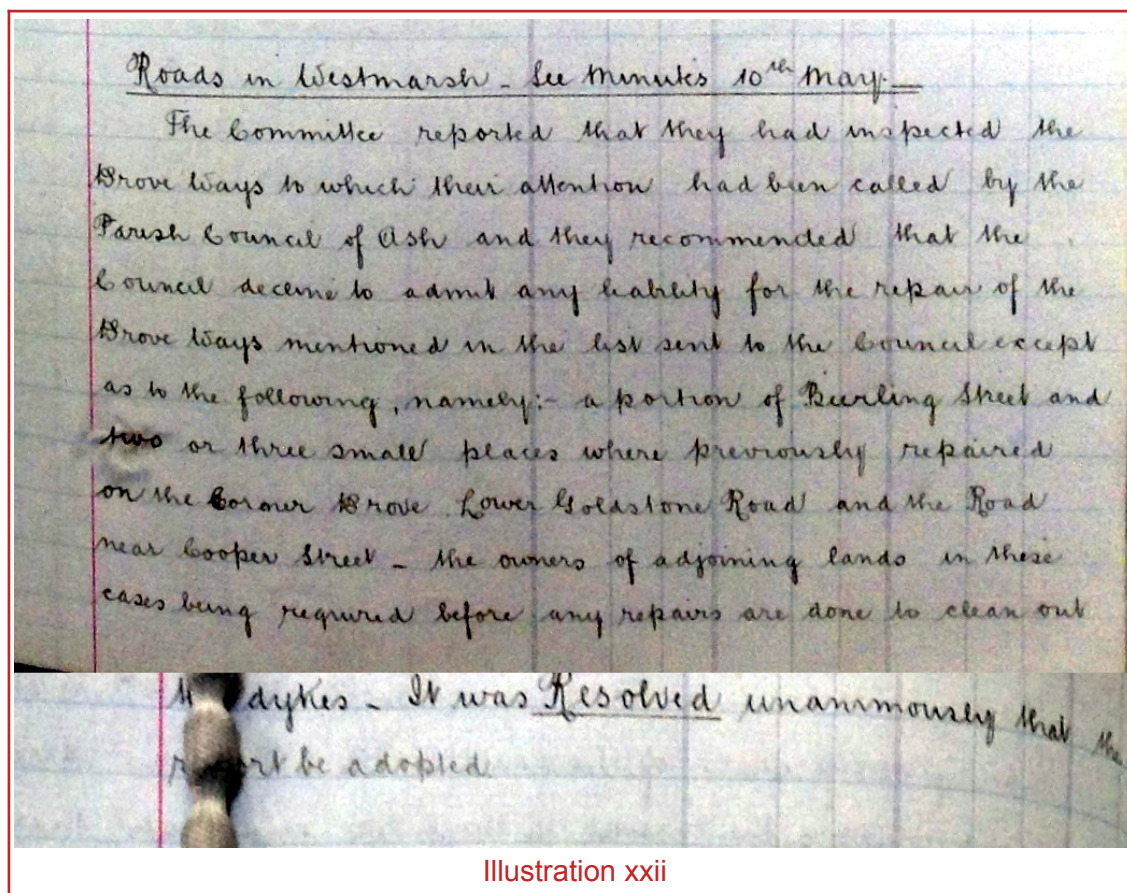 Roads in Westmarsh - See Minutes 10th May -
The Committee reported that they had inspected the
Drove Ways to which their attention had been called by the
Parish Council of Ash and they recommended that the
Council decline to admit any liability for the repair of the
Drove Ways mentioned in the list sent to the Council except
as to the following, namely:- a portion of Beerling Street and
two or three small places where previously repaired
on the Corner Drove Lower Goldstone Road and the Road
near Cooper Street - the owners of adjoining lands in these
cases being required before any repairs are done to clean out
dykes - It was Resolved unanimously that the
be adopted
Illustration xxii